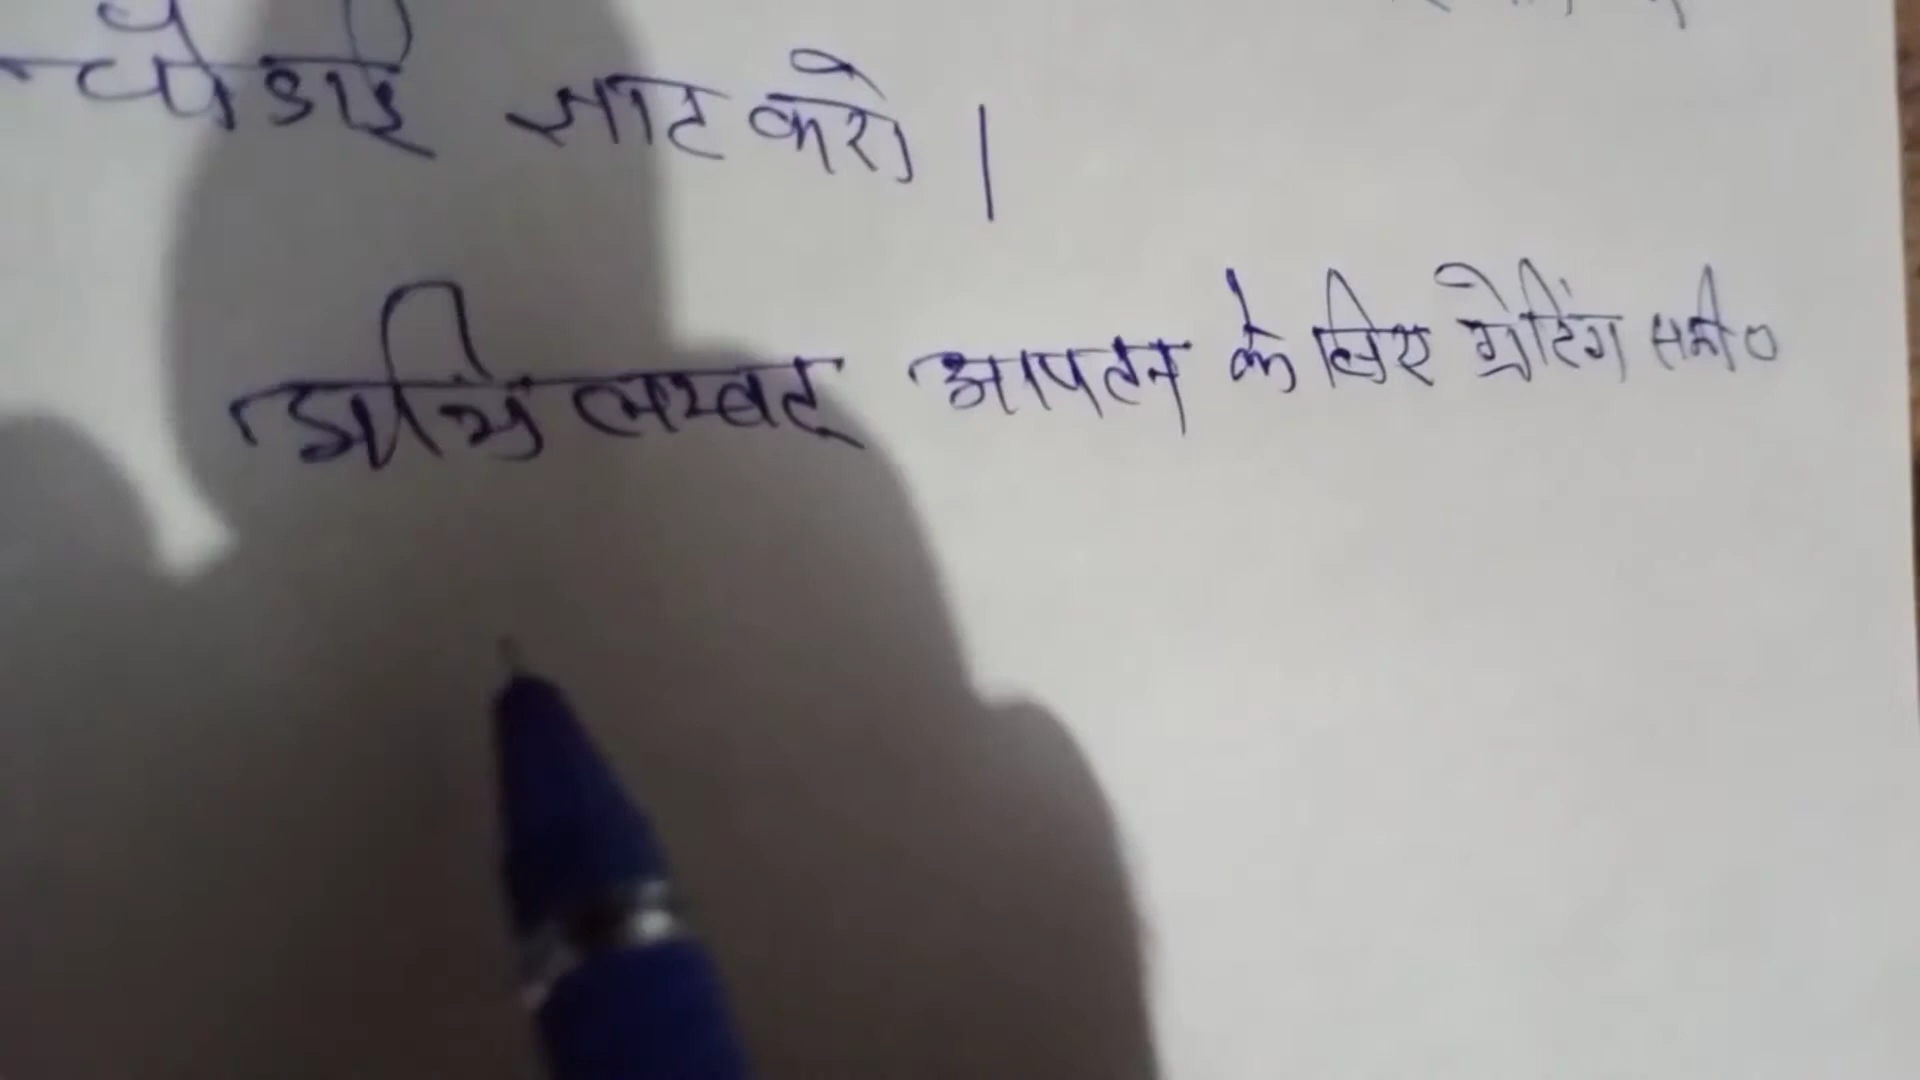 चौडाई ज्ञात करो।
अभिलम्बवत् आपतन के लिए ग्रेटिंग समी०